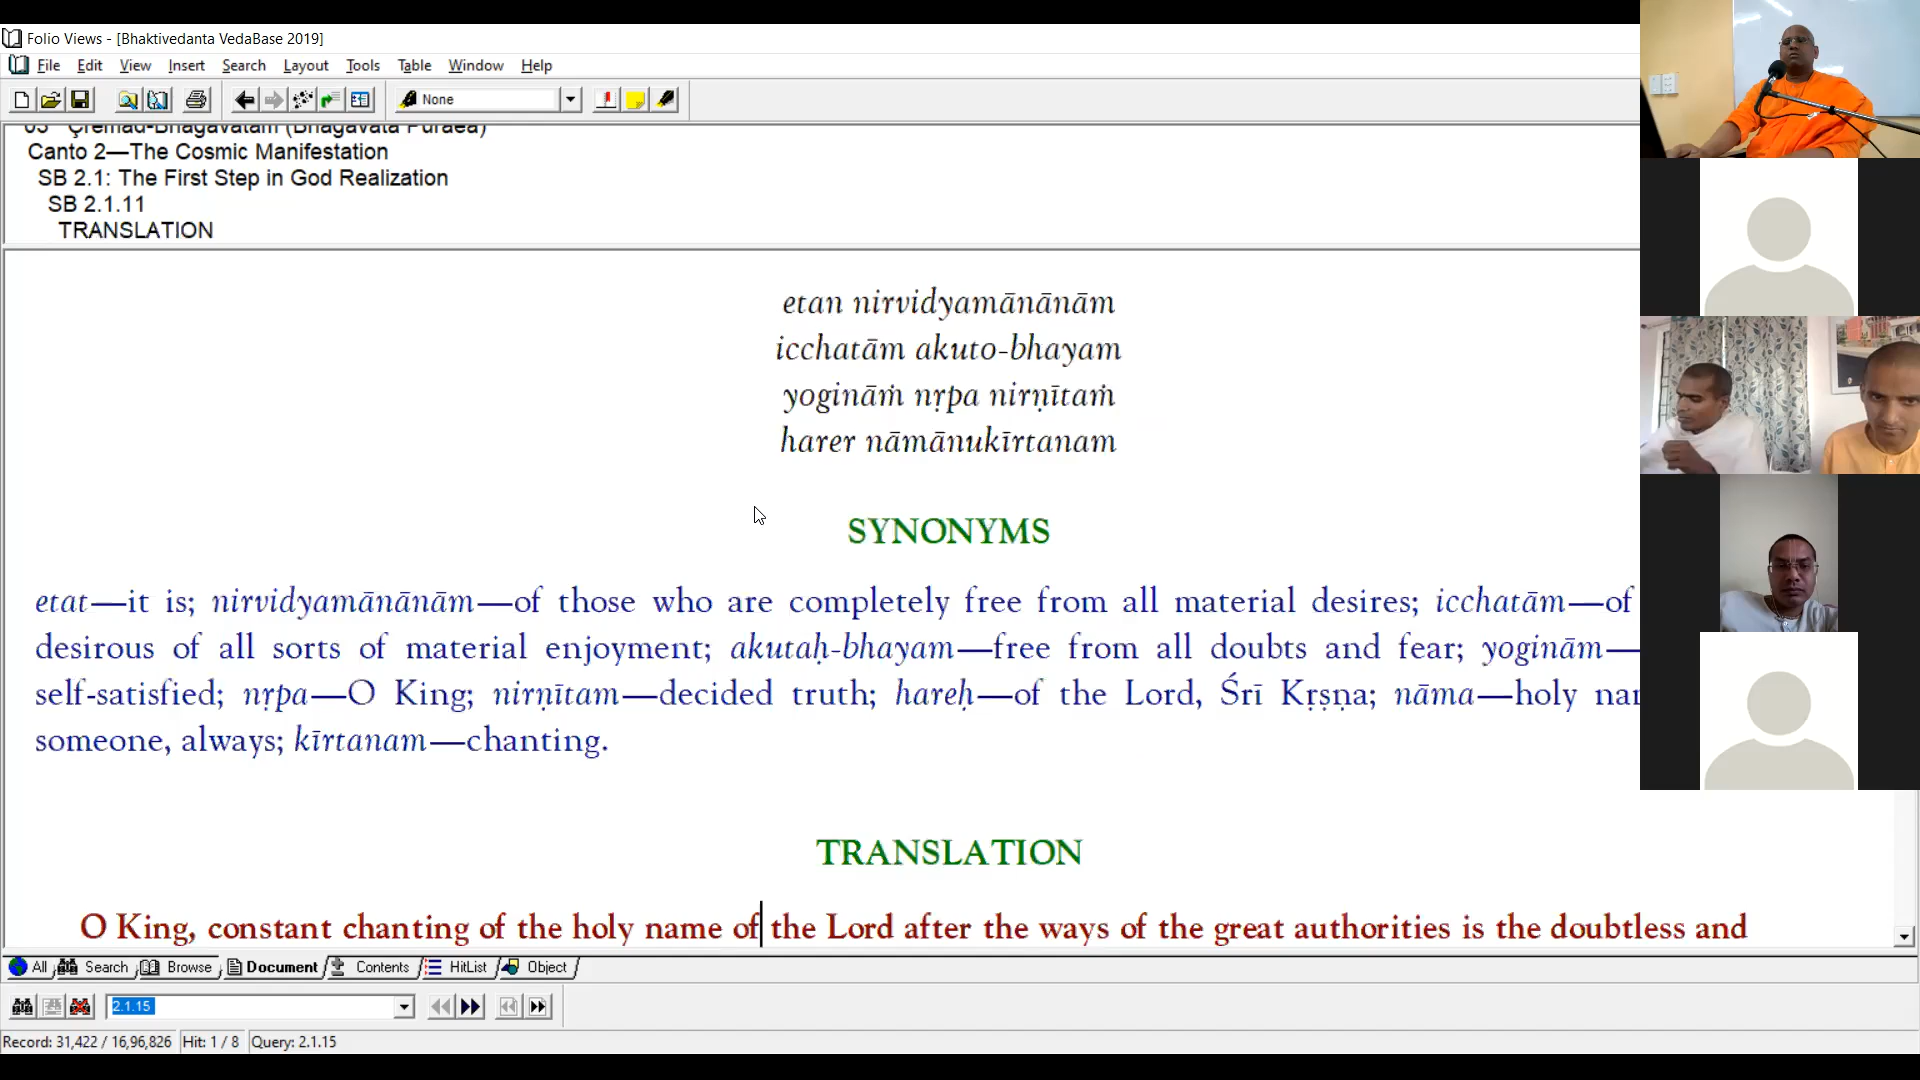 Folio Views - [Bhaktivedanta VedaBase 2019]
File Edit View Insert Search Layout Tools Table Window Help
None
03 Çrémad-Bhägavatam (Bhägavata Puräëa)
Canto 2—The Cosmic Manifestation
SB 2.1: The First Step in God Realization
SB 2.1.11
TRANSLATION
etan nirvidyamānānām
icchatām akuto-bhayam
yogināṁ nṛpa nirṇītaṁ
harer nāmānukīrtanam
SYNONYMS
etat—it is; nirvidyamānānām—of those who are completely free from all material desires; icchatām—of
desirous of all sorts of material enjoyment; akutaḥ-bhayam—free from all doubts and fear; yoginām—
self-satisfied; nṛpa—O King; nirṇītam—decided truth; hareḥ—of the Lord, Śrī Kṛṣṇa; nāma—holy
someone, always; kīrtanam—chanting.
TRANSLATION
O King, constant chanting of the holy name of the Lord after the ways of the great authorities is the doubtless and
All Search Browse Document Contents HitList Object
2.1.15
Record: 31,422 / 16,96,826 Hit: 1 / 8 Query: 2.1.15